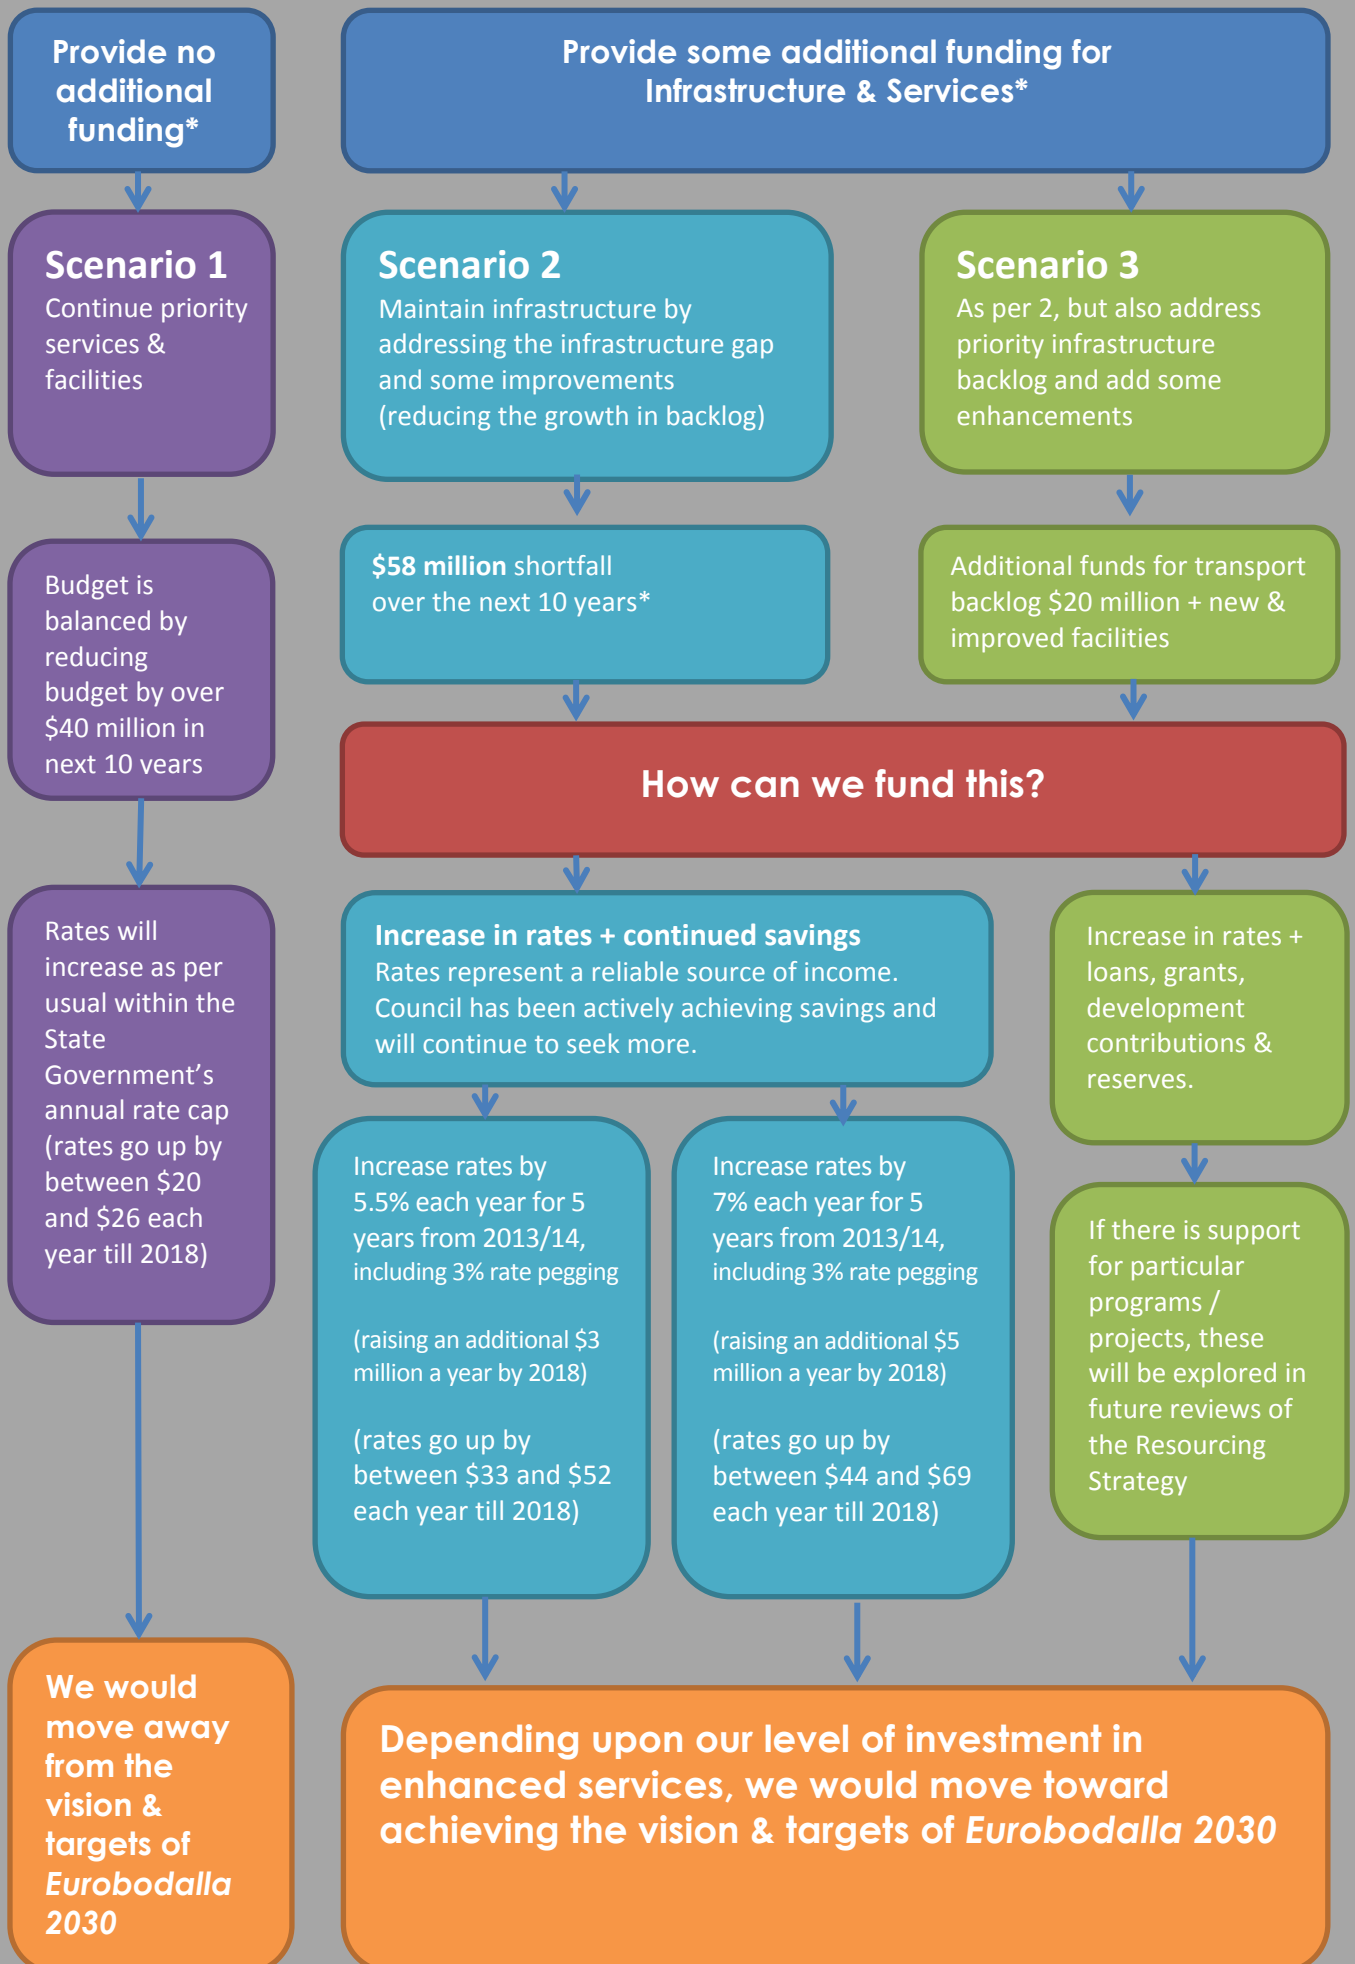 Provide no
additional
funding*
Provide some additional funding for
Infrastructure & Services*
Scenario 1
Continue priority
services &
facilities
Scenario 2
Maintain infrastructure by
addressing the infrastructure gap
and some improvements
(reducing the growth in backlog)
Scenario 3
As per 2, but also address
priority infrastructure
backlog and add some
enhancements
Budget is
balanced by
reducing
budget by over
$40 million in
next 10 years
$58 million shortfall
over the next 10 years*
Additional funds for transport
backlog $20 million + new &
improved facilities
How can we fund this?
Rates will
increase as per
usual within the
State
Government’s
annual rate cap
(rates go up by
between $20
and $26 each
year till 2018)
Increase in rates + continued savings
Rates represent a reliable source of income.
Council has been actively achieving savings and
will continue to seek more.
Increase in rates +
loans, grants,
development
contributions &
reserves.
Increase rates by
5.5% each year for 5
years from 2013/14,
including 3% rate pegging
(raising an additional $3
million a year by 2018)
(rates go up by
between $33 and $52
each year till 2018)
Increase rates by
7% each year for 5
years from 2013/14,
including 3% rate pegging
(raising an additional $5
million a year by 2018)
(rates go up by
between $44 and $69
each year till 2018)
If there is support
for particular
programs /
projects, these
will be explored in
future reviews of
the Resourcing
Strategy
We would
move away
from the
vision &
targets of
Eurobodalla
2030
Depending upon our level of investment in
enhanced services, we would move toward
achieving the vision & targets of Eurobodalla 2030